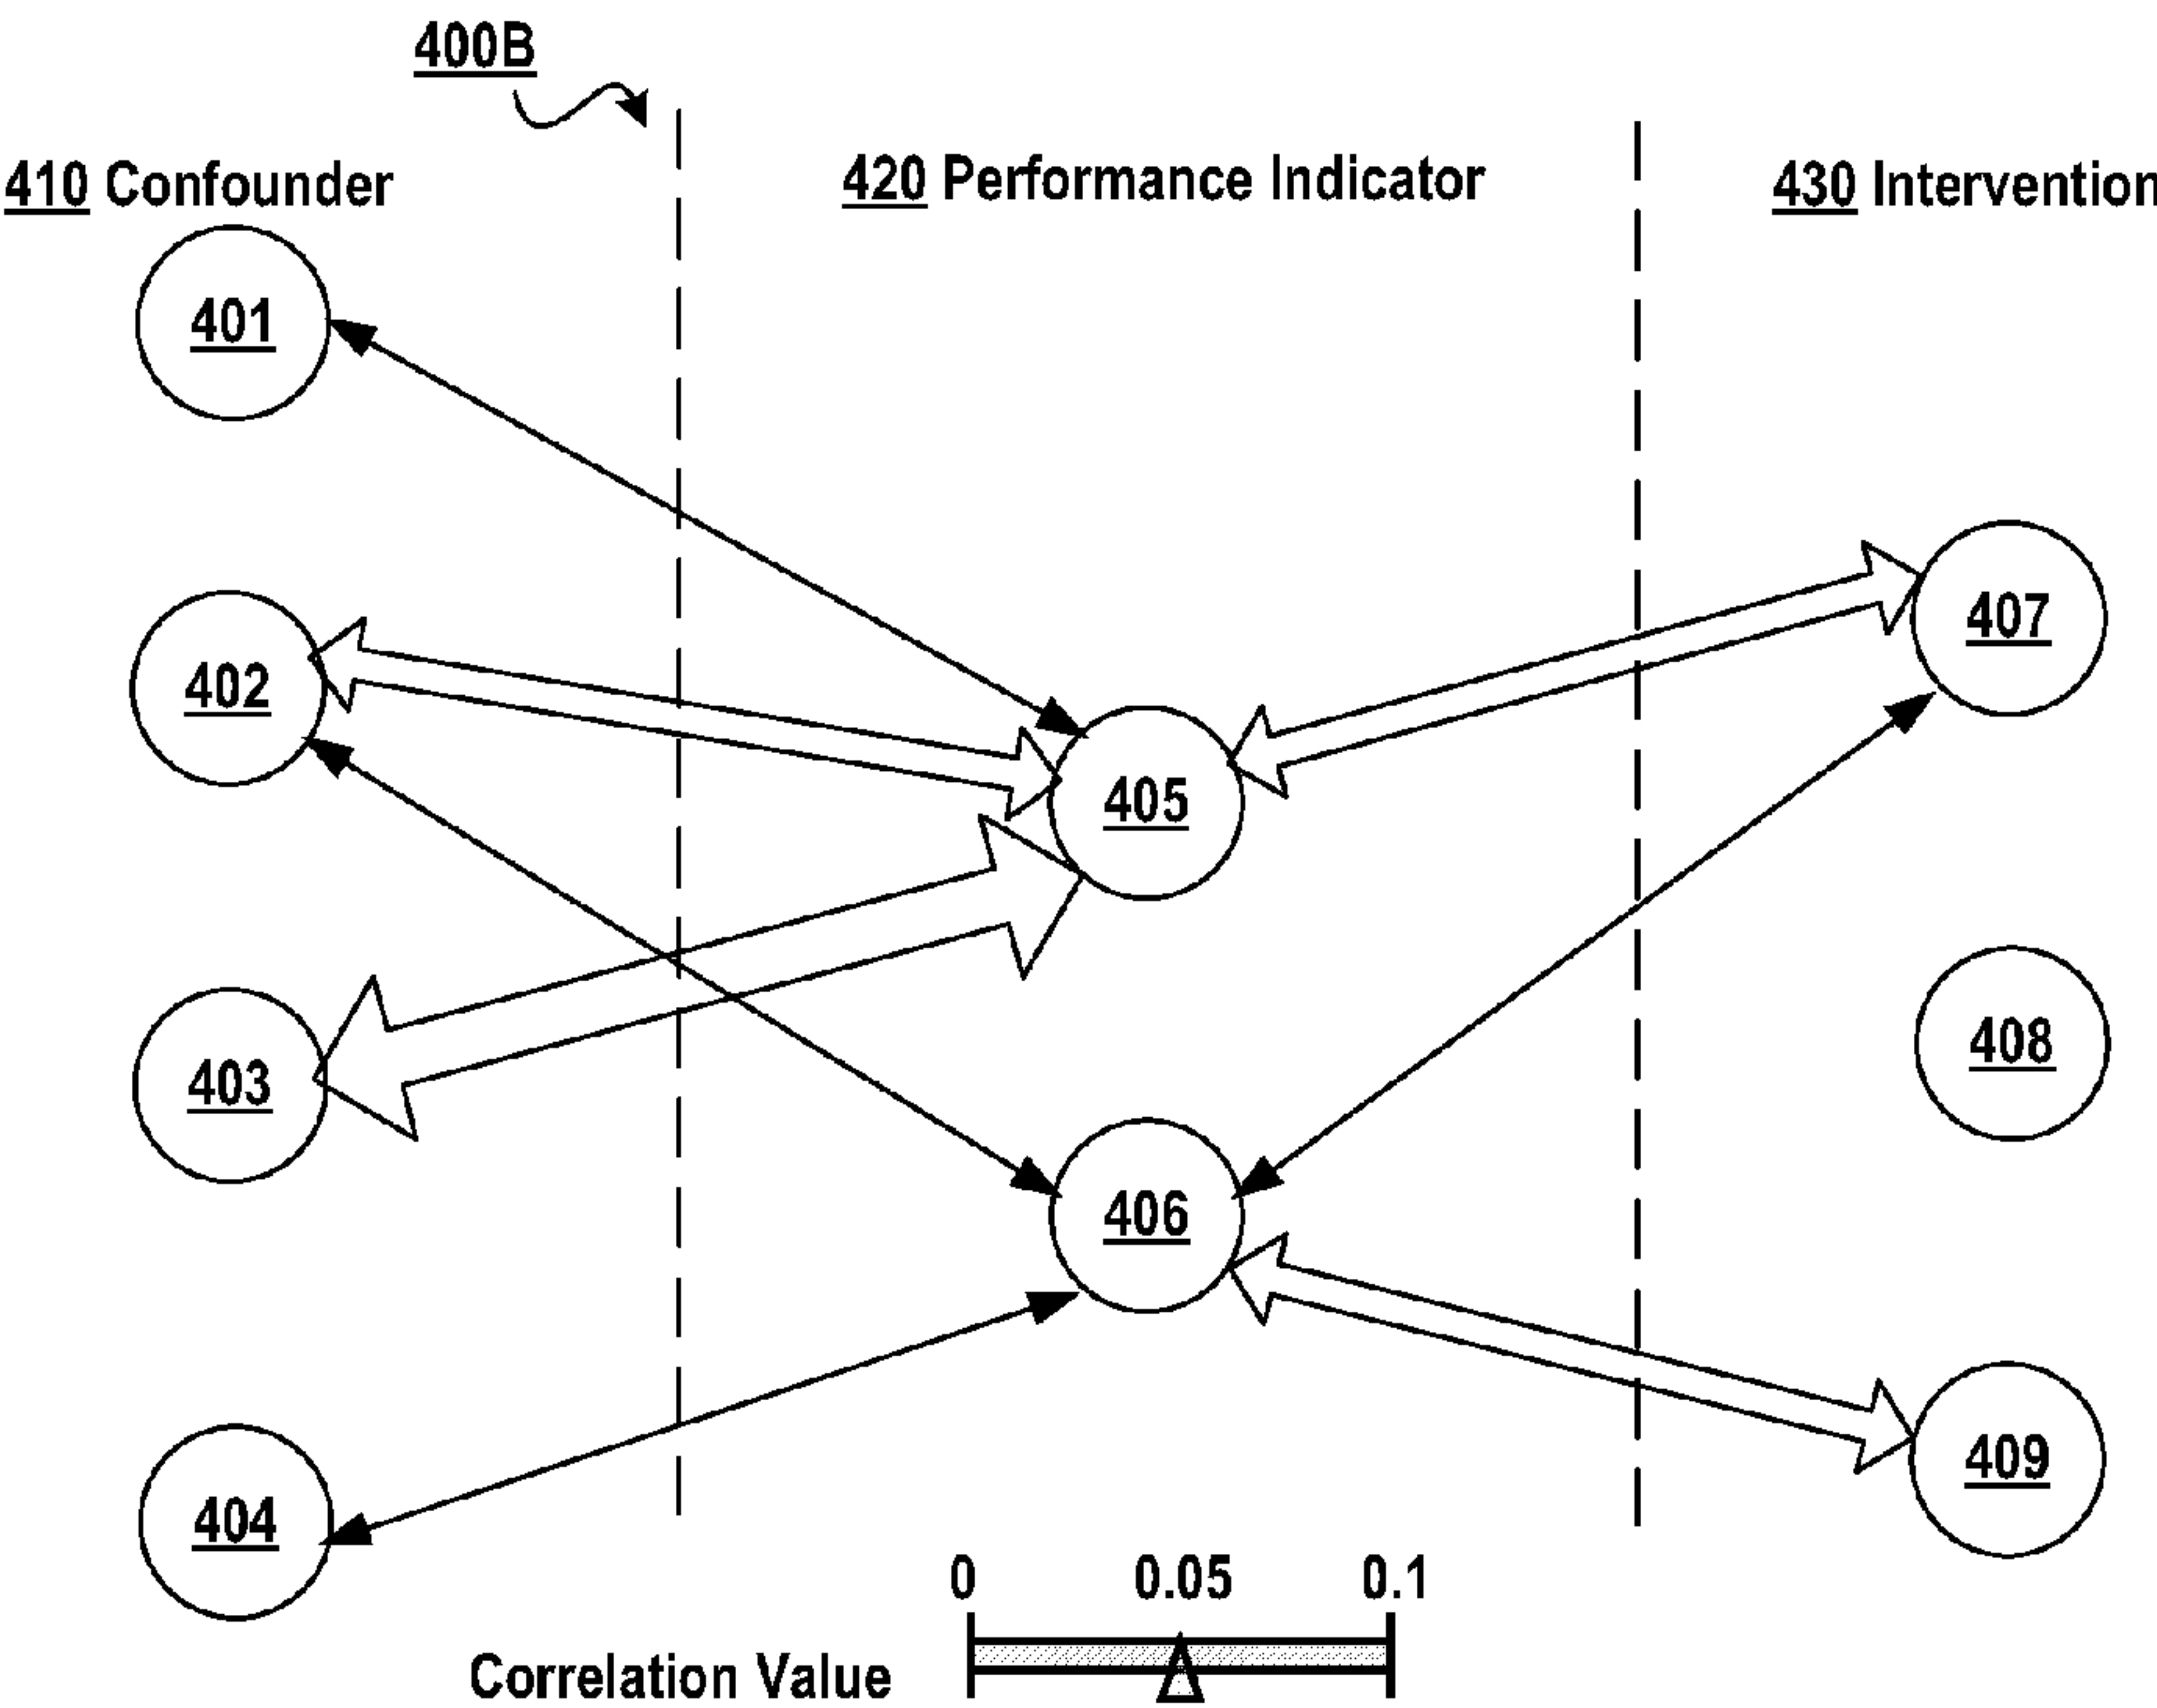 400B
410 Confounder
420 Performance Indicator
430 Intervention
401
402
403
404
405
406
407
408
409
0 0.05 0.1
Correlation Value